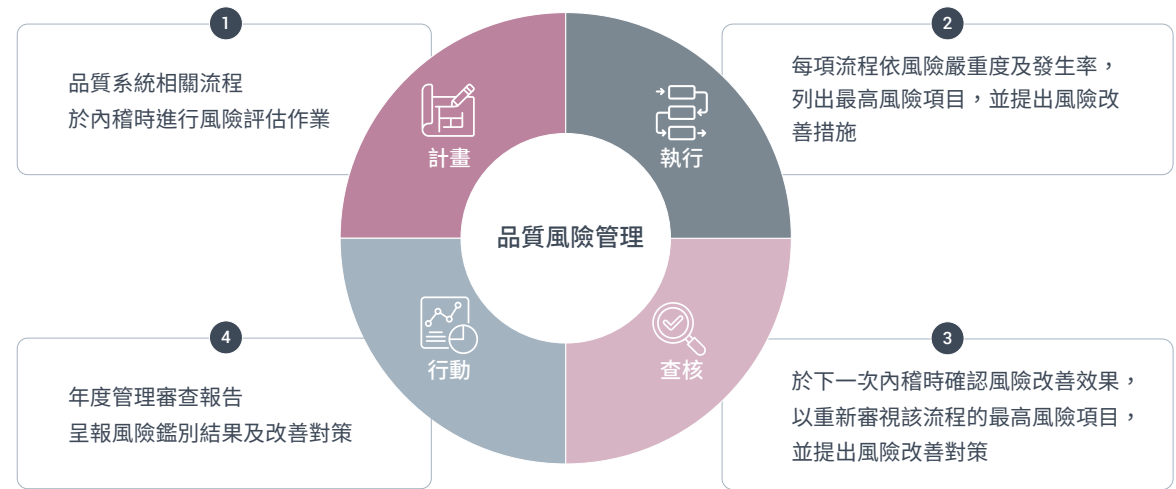 1
品質系統相關流程
於內稽時進行風險評估作業
計畫
2
每項流程依風險嚴重度及發生率，
列出最高風險項目，並提出風險改
善措施
執行
品質風險管理
3
於下一次內稽時確認風險改善效果，
以重新審視該流程的最高風險項目，
並提出風險改善對策
查核
4
年度管理審查報告
呈報風險鑑別結果及改善對策
行動